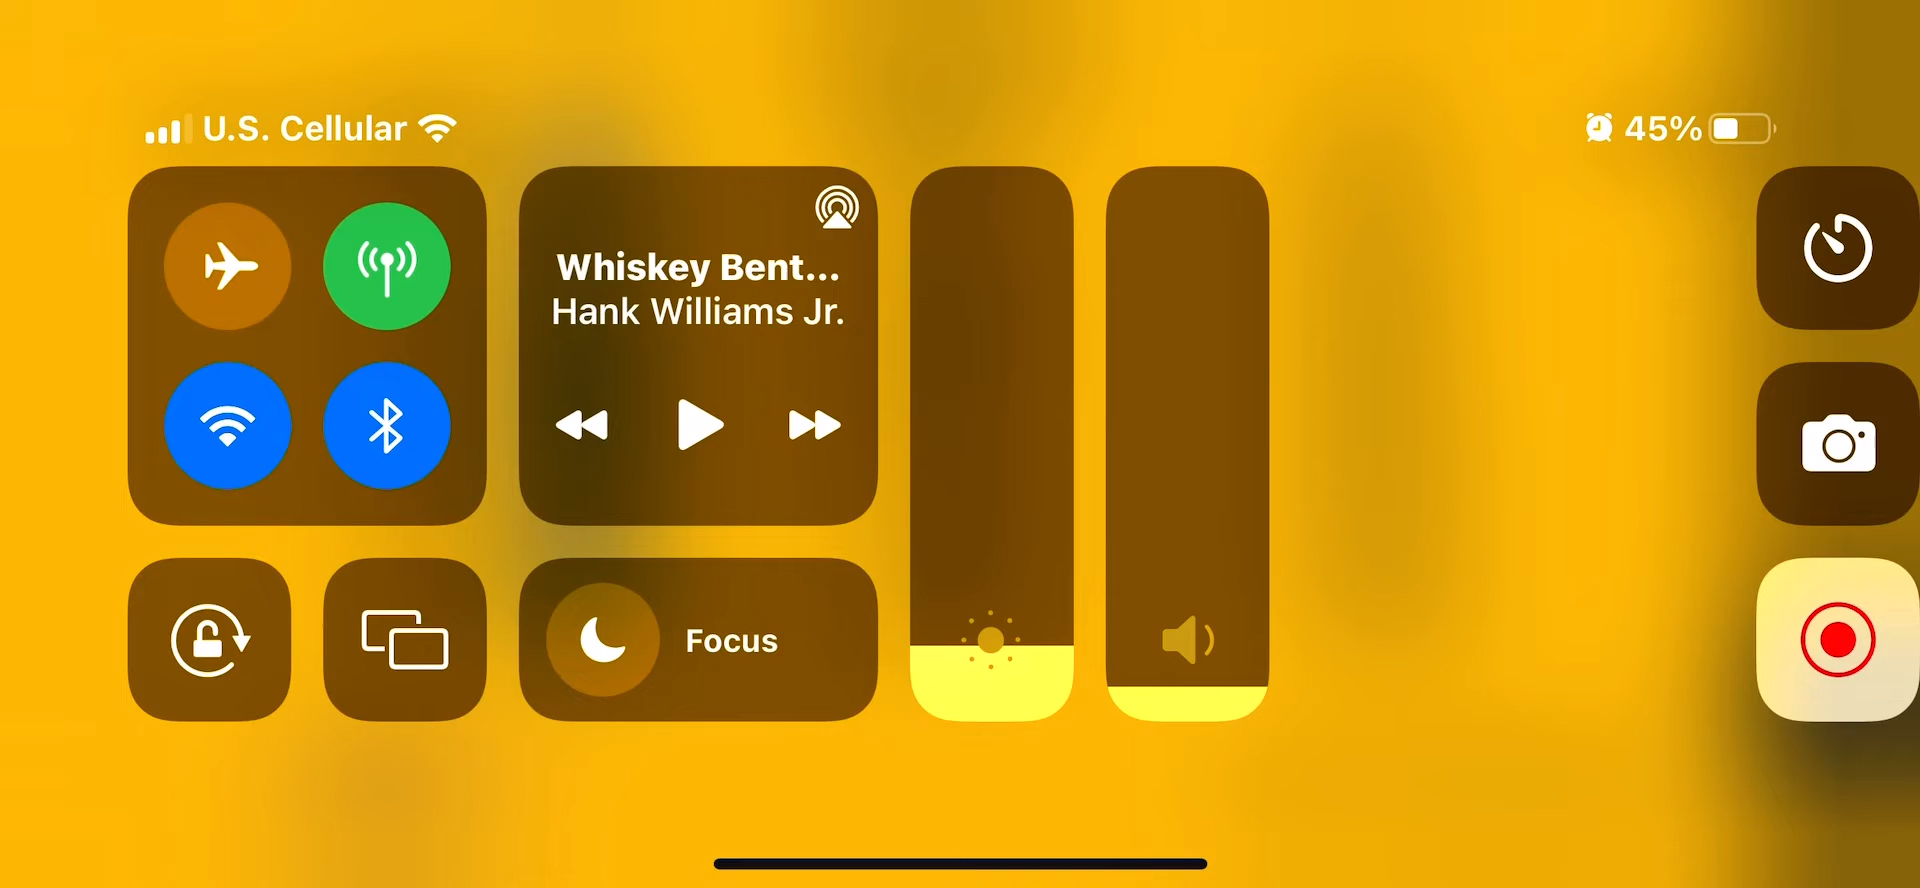 U.S. Cellular
45%
Whiskey Bent...
Hank Williams Jr.
Focus